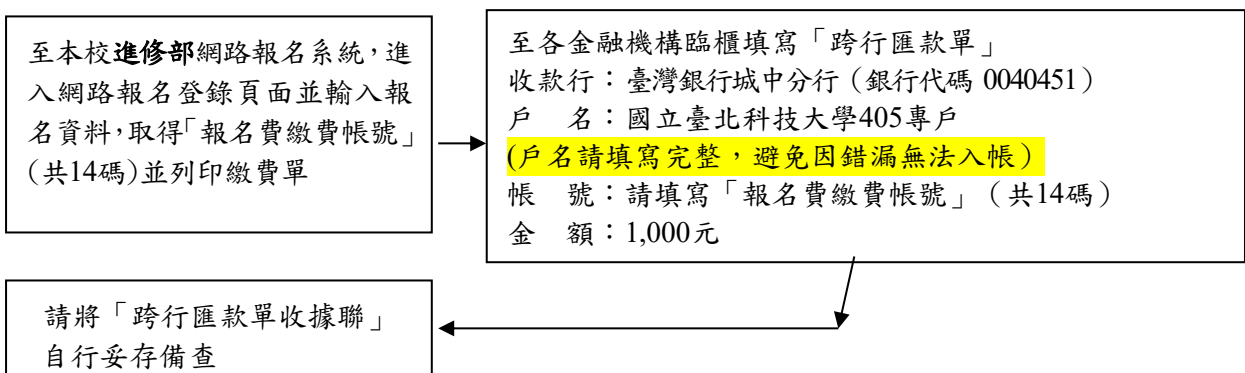 至本校進修部網路報名系統，進
入網路報名登錄頁面並輸入報
名資料，取得「報名費繳費帳號」
(共14碼)並列印繳費單
至各金融機構臨櫃填寫「跨行匯款單」
收款行：臺灣銀行城中分行（銀行代碼 0040451）
戶　名：國立臺北科技大學405專戶
(戶名請填寫完整，避免因錯漏無法入帳）
帳　號：請填寫「報名費繳費帳號」（共14碼）
金　額：1,000元
請將「跨行匯款單收據聯」
自行妥存備查